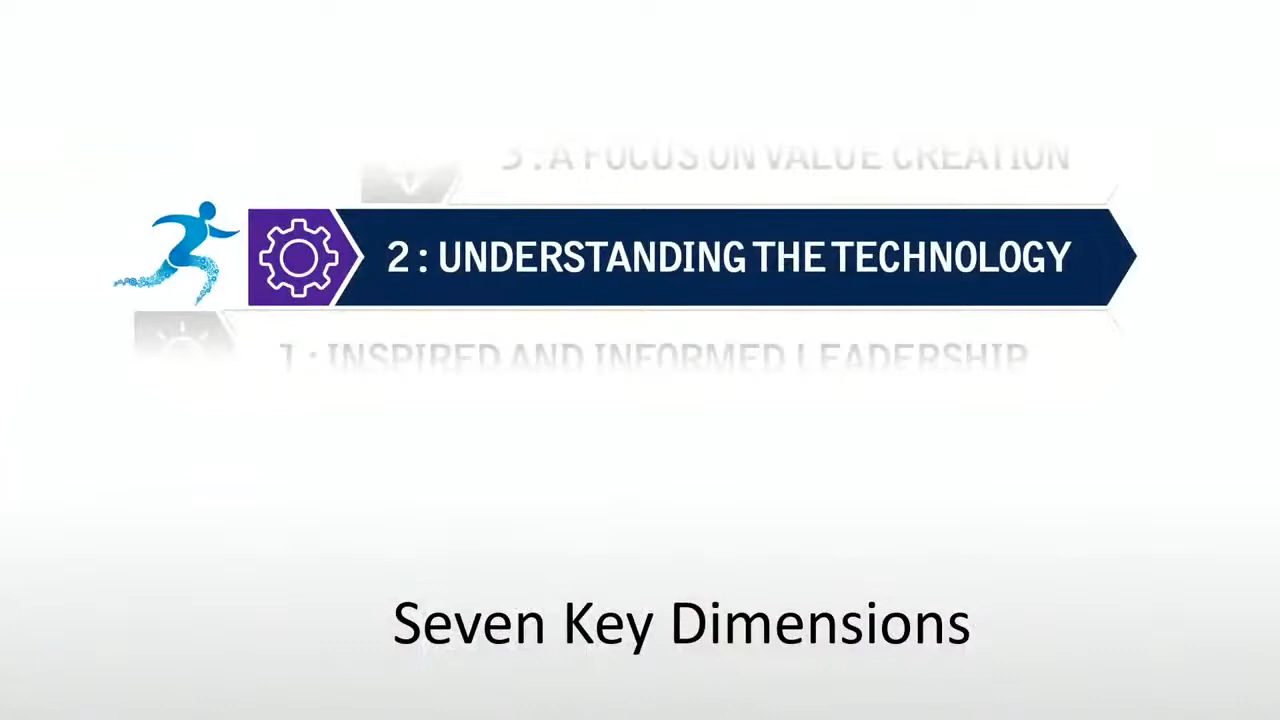 3 : A FOCUS ON VALUE CREATION
2 : UNDERSTANDING THE TECHNOLOGY
1 : INSPIRED AND INFORMED LEADERSHIP
Seven Key Dimensions